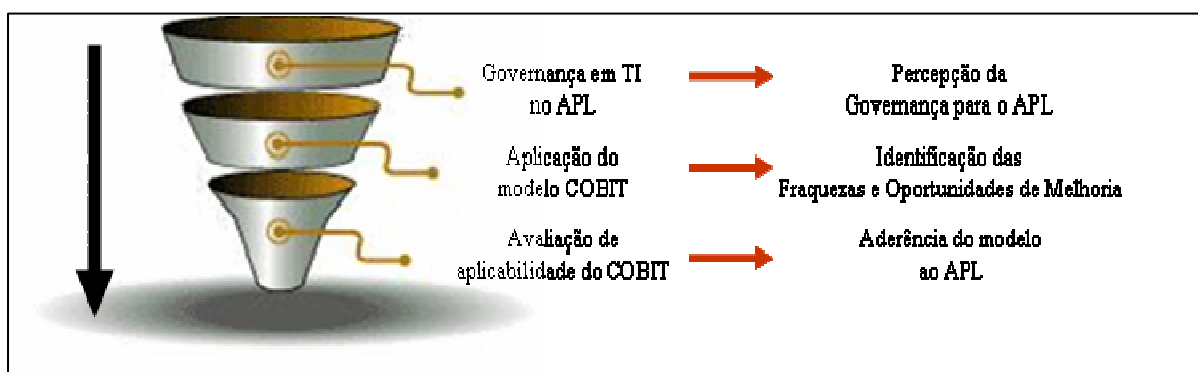 Governança em TI
no APL
Percepção da
Governança para o APL
Aplicação do
modelo COBIT
Identificação das
Fraquezas e Oportunidades de Melhoria
Avaliação de
aplicabilidade do COBIT
Aderência do modelo
ao APL